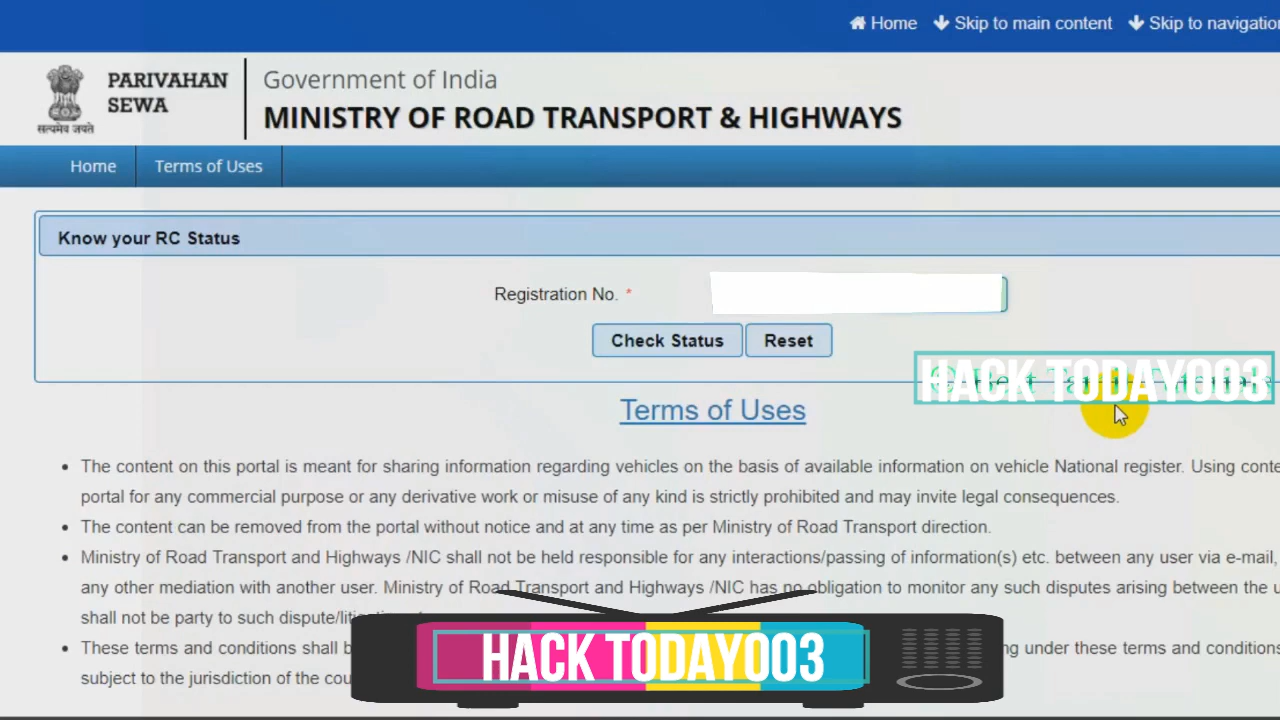 Home Skip to main content Skip to navigation
PARIVAHAN
SEWA
सत्यमेव जयते
Government of India
MINISTRY OF ROAD TRANSPORT & HIGHWAYS
Home Terms of Uses
Know your RC Status
Registration No. *
Check Status Reset
HACK TODAY003
Terms of Uses
The content on this portal is meant for sharing information regarding vehicles on the basis of available information on vehicle National register. Using
portal for any commercial purpose or any derivative work or misuse of any kind is strictly prohibited and may invite legal consequences.
The content can be removed from the portal without notice and at any time as per Ministry of Road Transport direction.
Ministry of Road Transport and Highways /NIC shall not be held responsible for any interactions/passing of information(s) etc. between any user via e-mail,
any other mediation with another user. Ministry of Road Transport and Highways /NIC has no obligation to monitor any such disputes arising between the
shall not be party to such
These terms and shall under these terms and conditions
subject to the jurisdiction of the
HACK TODAY003